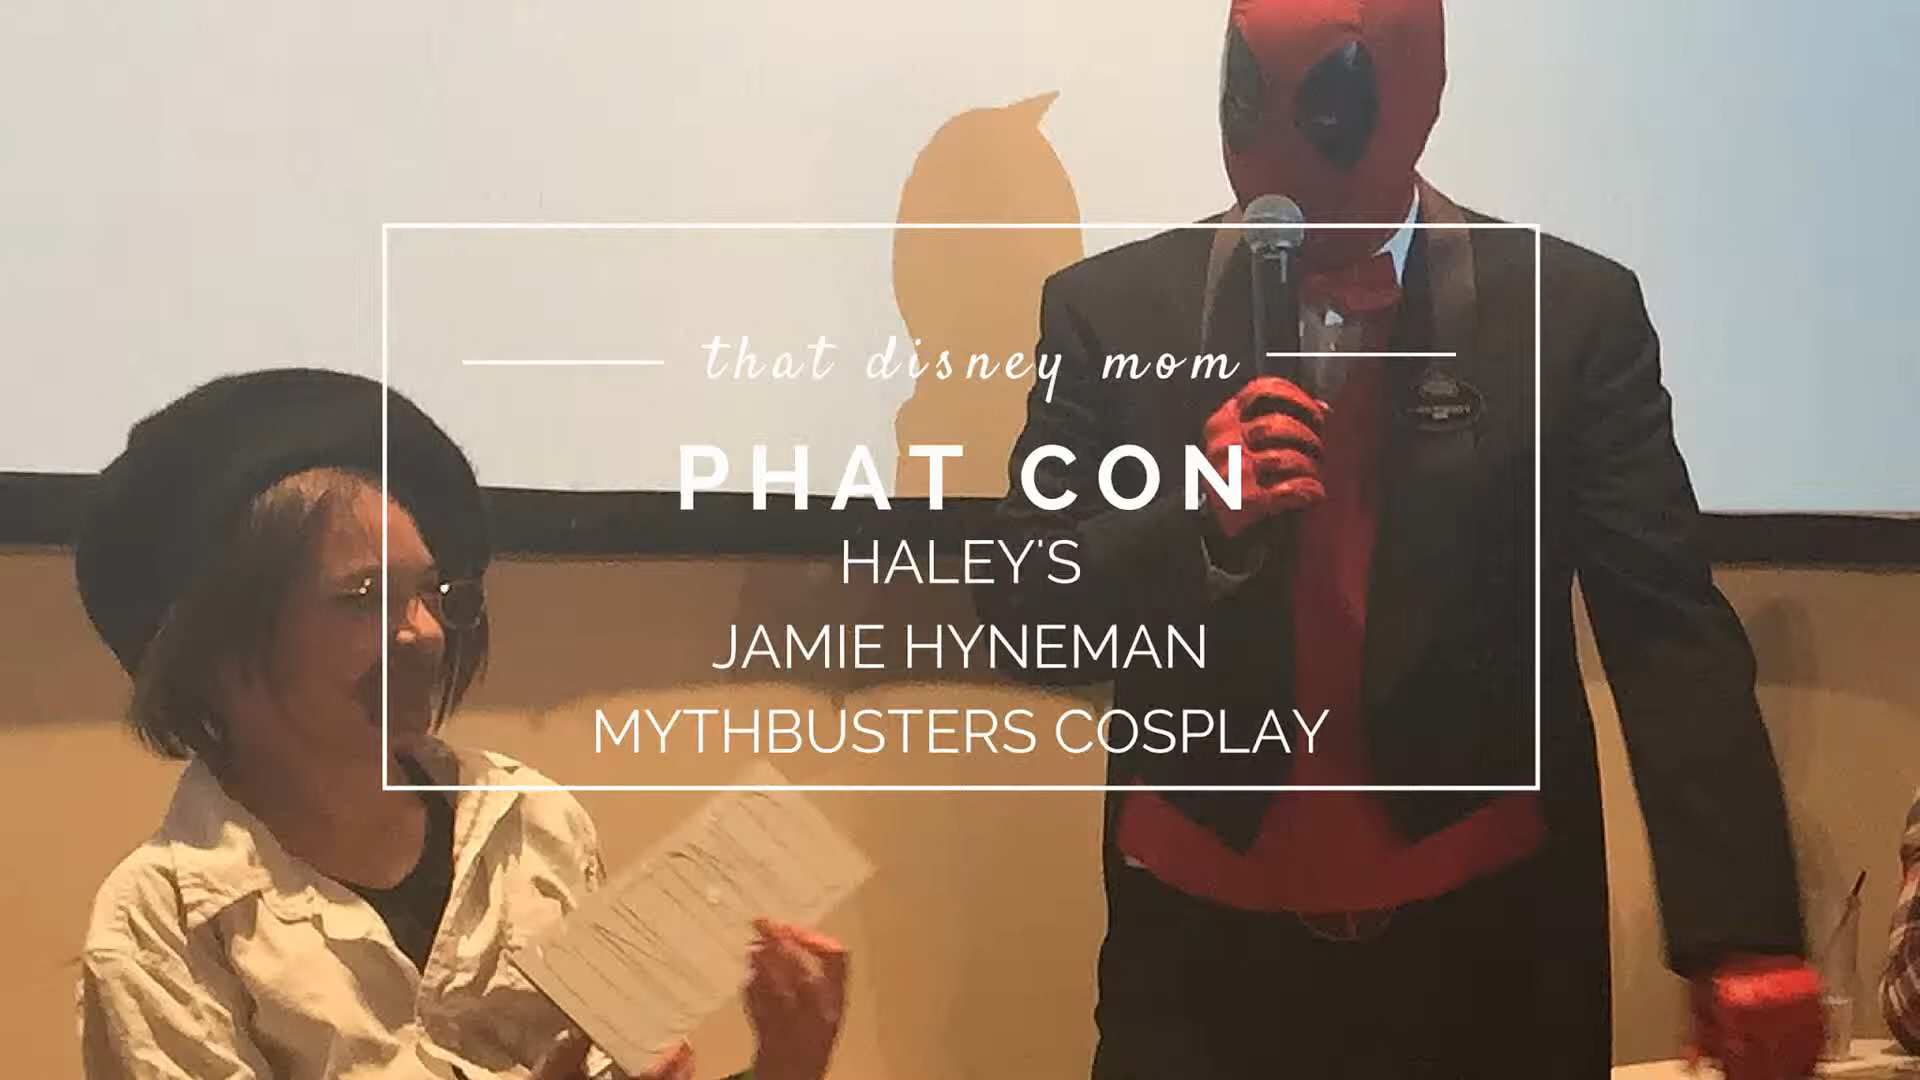 that disney mom
PHAT CON
HALEY'S
JAMIE HYNEMAN
MYTHBUSTERS COSPLAY